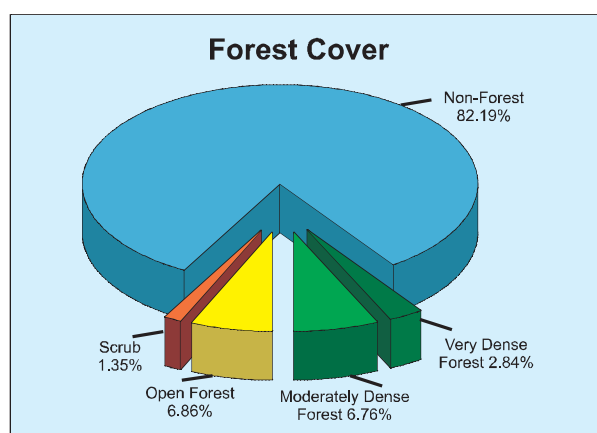 Forest Cover
Non-Forest
82.19%
Very Dense
Forest 2.84%
Moderately Dense
Forest 6.76%
Open Forest
6.86%
Scrub
1.35%